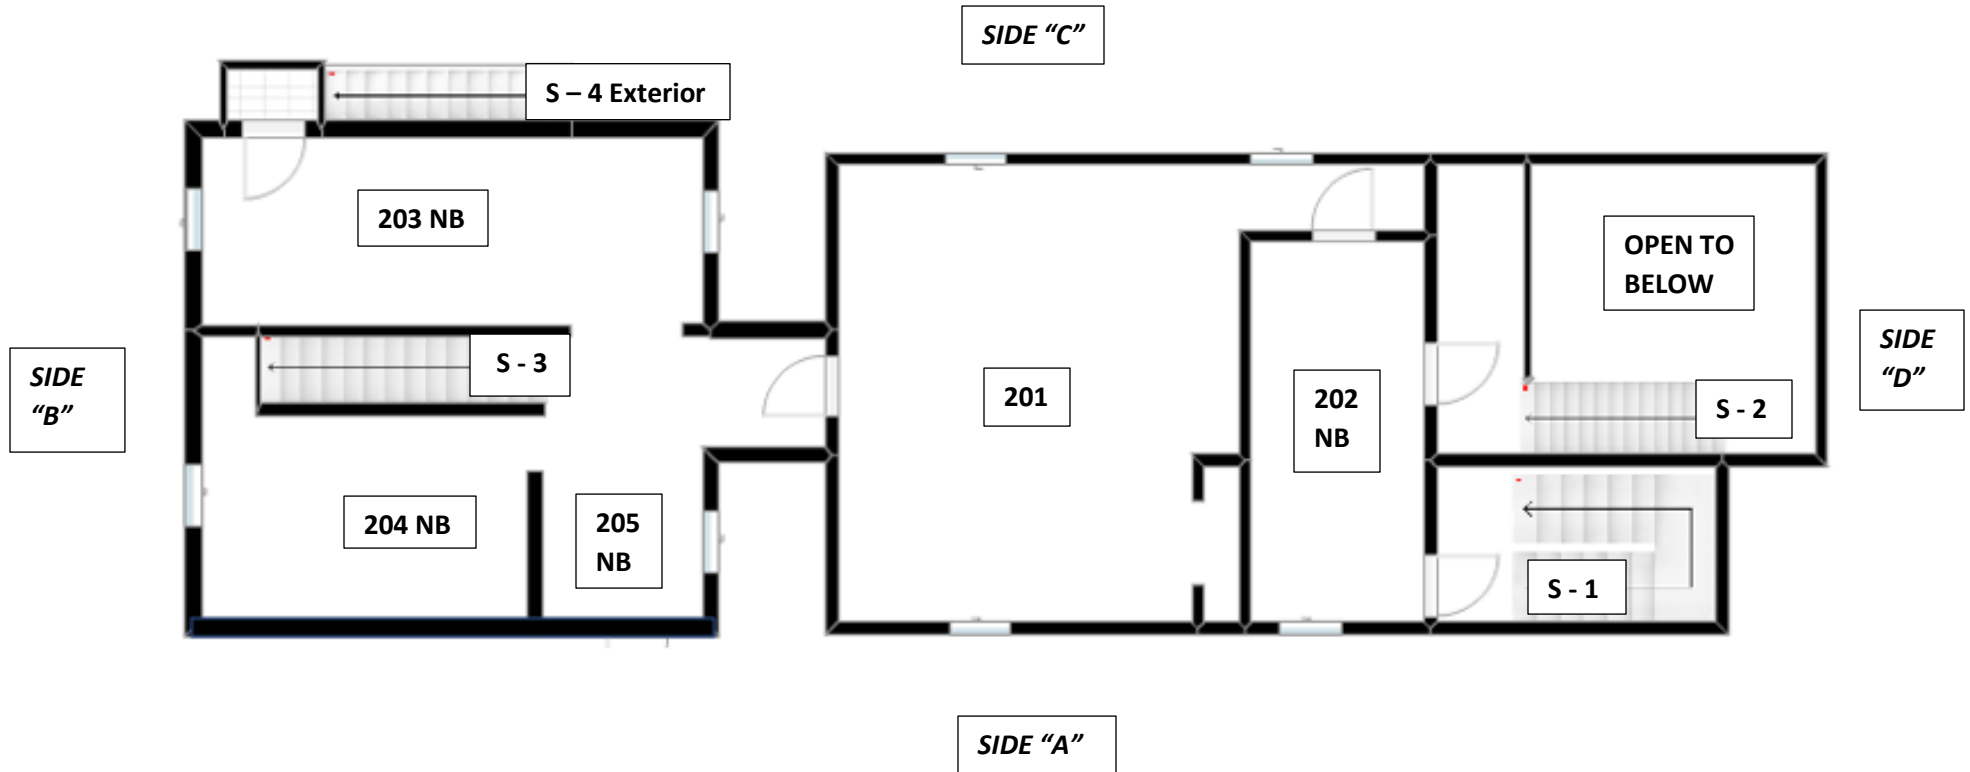 SIDE “C”
S – 4 Exterior
203 NB
OPEN TO
BELOW
SIDE
“B”
S - 3
201
202
NB
S - 2
SIDE
“D”
204 NB
205
NB
S - 1
SIDE “A”